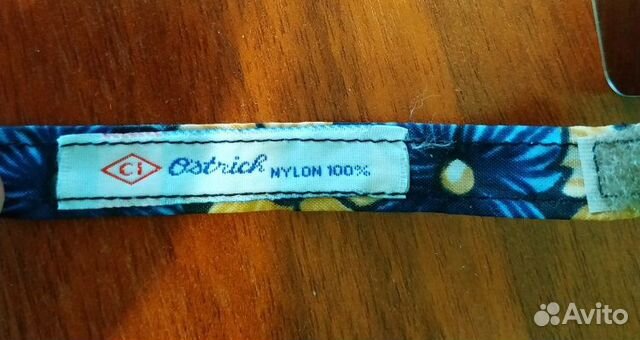 Ci Ostrich NYLON 100%
Avito